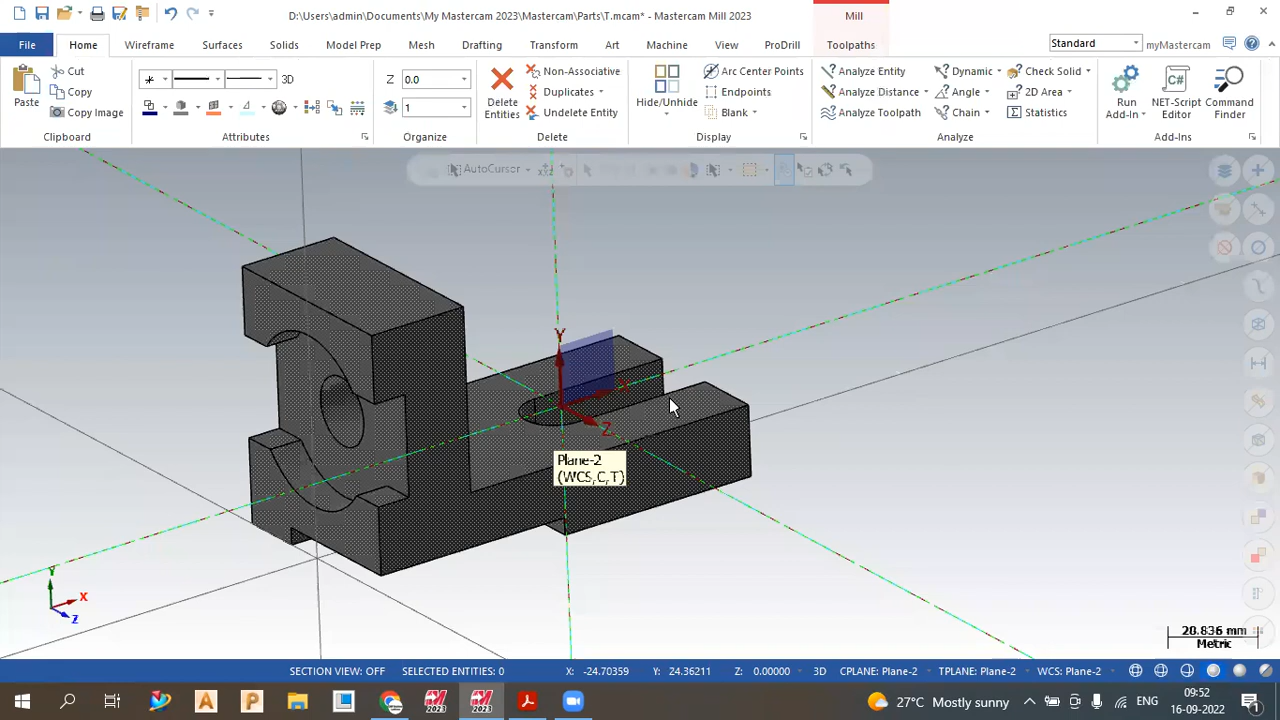 D:\Users\admin\Documents\My Mastercam 2023\Mastercam\Parts\T.mcam* - Mastercam Mill 2023
Mill
File Home Wireframe Surfaces Solids Model Prep Mesh Drafting Transform Art Machine View ProDrill Toolpaths Standard myMastercam
Paste
Cut
Copy
Copy Image
Clipboard
3D
Attributes
Z 0.0
1
Organize
Delete Entities
Non-Associative
Duplicates
Undelete Entity
Delete
Hide/Unhide
Arc Center Points
Endpoints
Blank
Display
Analyze Entity
Analyze Distance
Analyze Toolpath
Dynamic
Angle
Chain
Check Solid
2D Area
Statistics
Analyze
Run Add-In
NET-Script Editor
Command Finder
Add-Ins
AutoCursor
Y
X
Z
Plane-2
(WCS,C,T)
Y
X
Z
20.836 mm
Metric
SECTION VIEW: OFF SELECTED ENTITIES: 0 X: -24.70359 Y: 24.36211 Z: 0.00000 3D CPLANE: Plane-2 TPLANE: Plane-2 WCS: Plane-2
2023 2023 27°C Mostly sunny ENG 09:52
16-09-2022